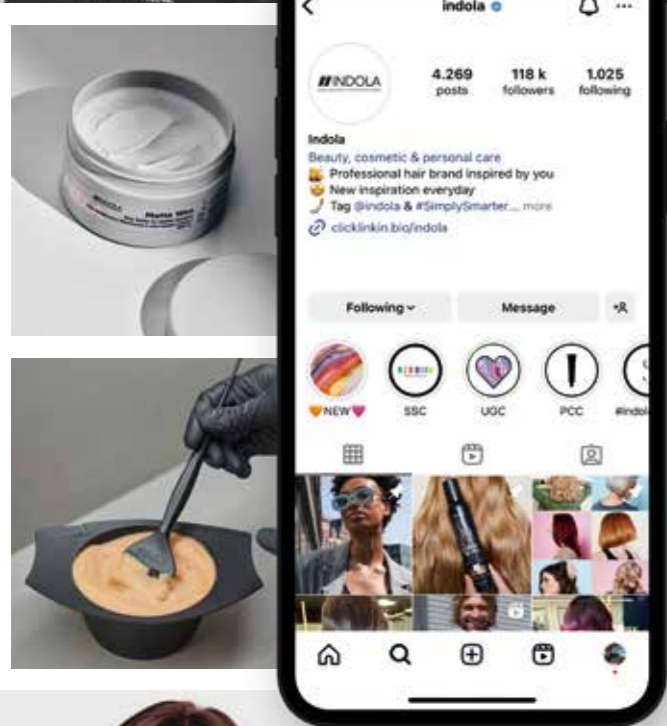 indola
INDOLA
4.269 118 k 1.025
posts followers following
Indola
Beauty, cosmetic & personal care
Professional hair brand inspired by you
New inspiration everyday
Tag @indola & #SimplySmarter... more
clicklinkin.bio/indola
Following Message
NEW SSC UGC PCC #indol
INDOLA
Matte Wax